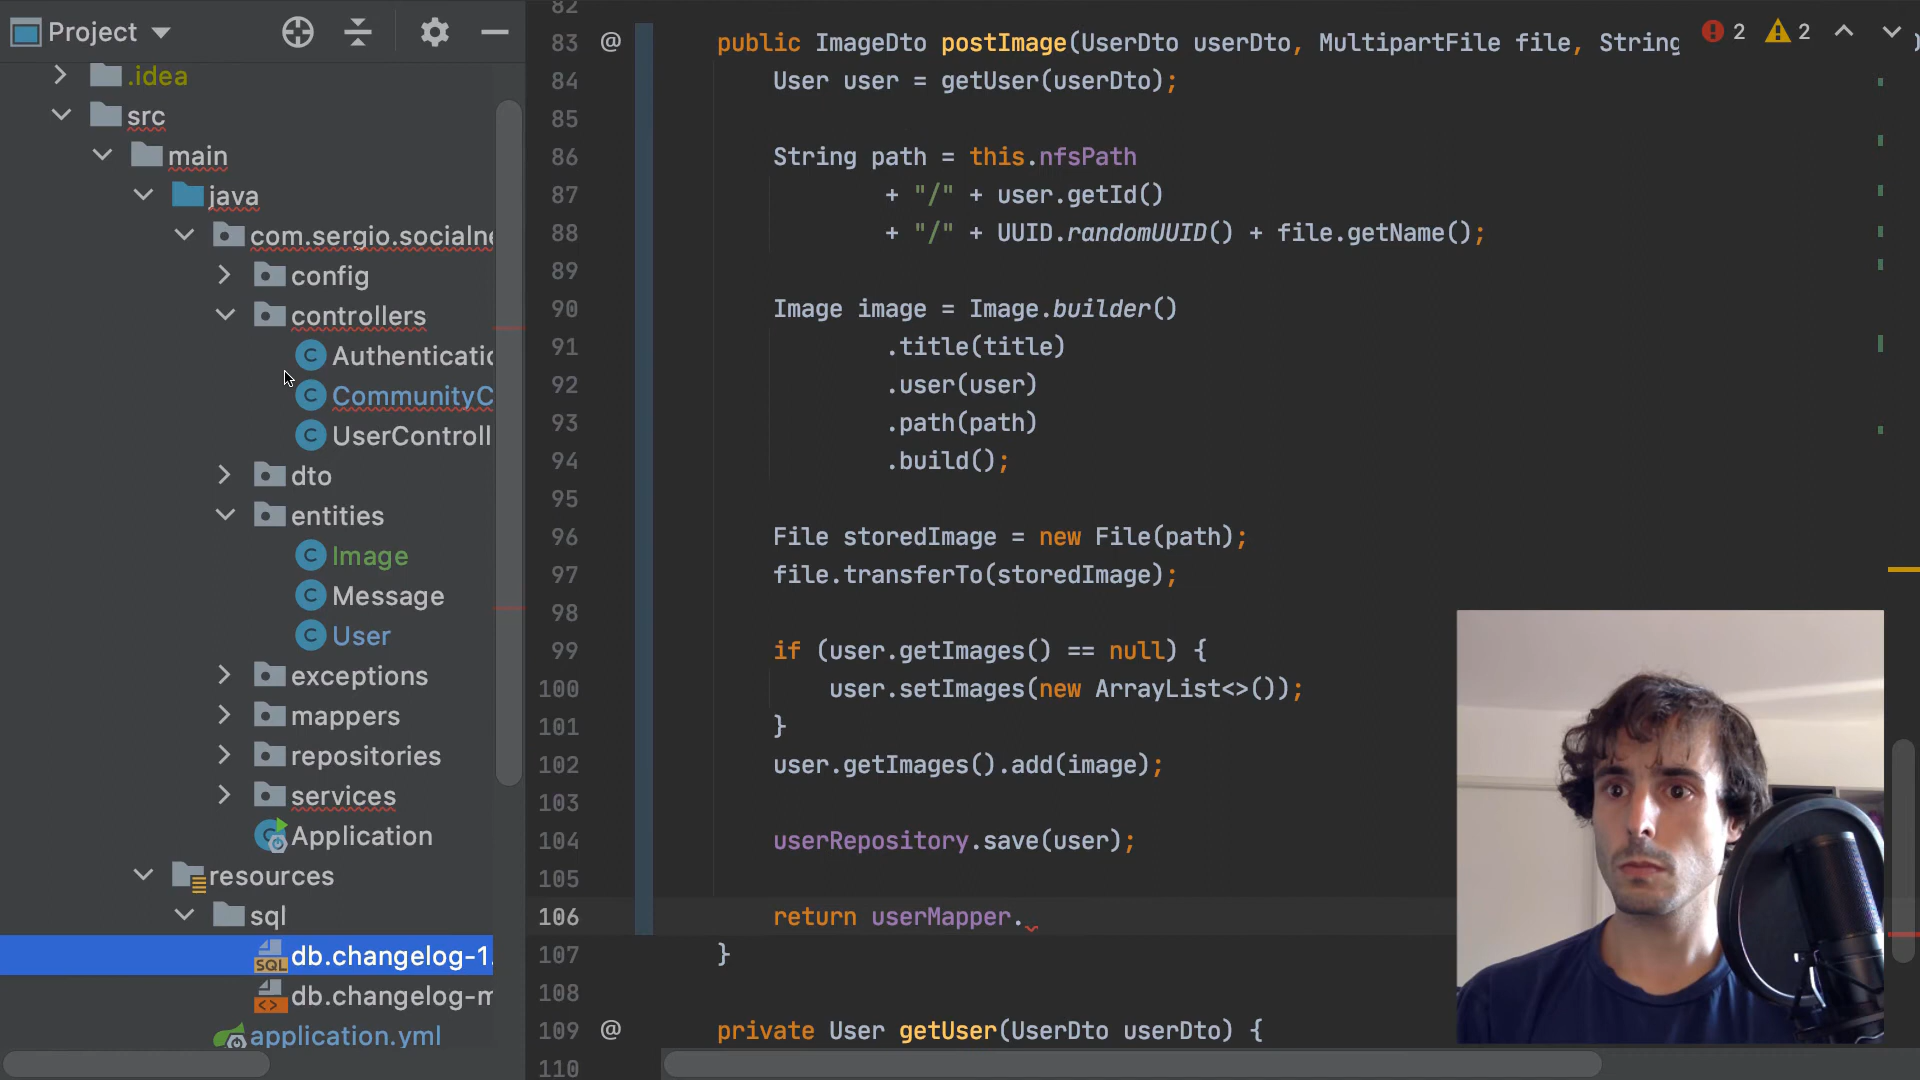 Project
.idea
src
main
java
com.sergio.socialne
config
controllers
Authenticatio
CommunityC
UserControll
dto
entities
Image
Message
User
exceptions
mappers
repositories
services
Application
resources
sql
db.changelog-1.
db.changelog-m
application.yml
2 2
82
83 @ public ImageDto postImage(UserDto userDto, MultipartFile file, String
84 User user = getUser(userDto);
85
86 String path = this.nfsPath
87 + "/" + user.getId()
88 + "/" + UUID.randomUUID() + file.getName();
89
90 Image image = Image.builder()
91 .title(title)
92 .user(user)
93 .path(path)
94 .build();
95
96 File storedImage = new File(path);
97 file.transferTo(storedImage);
98
99 if (user.getImages() == null) {
100 user.setImages(new ArrayList<>());
101 }
102 user.getImages().add(image);
103
104 userRepository.save(user);
105
106 return userMapper.
107 }
108
109 @ private User getUser(UserDto userDto) {
110